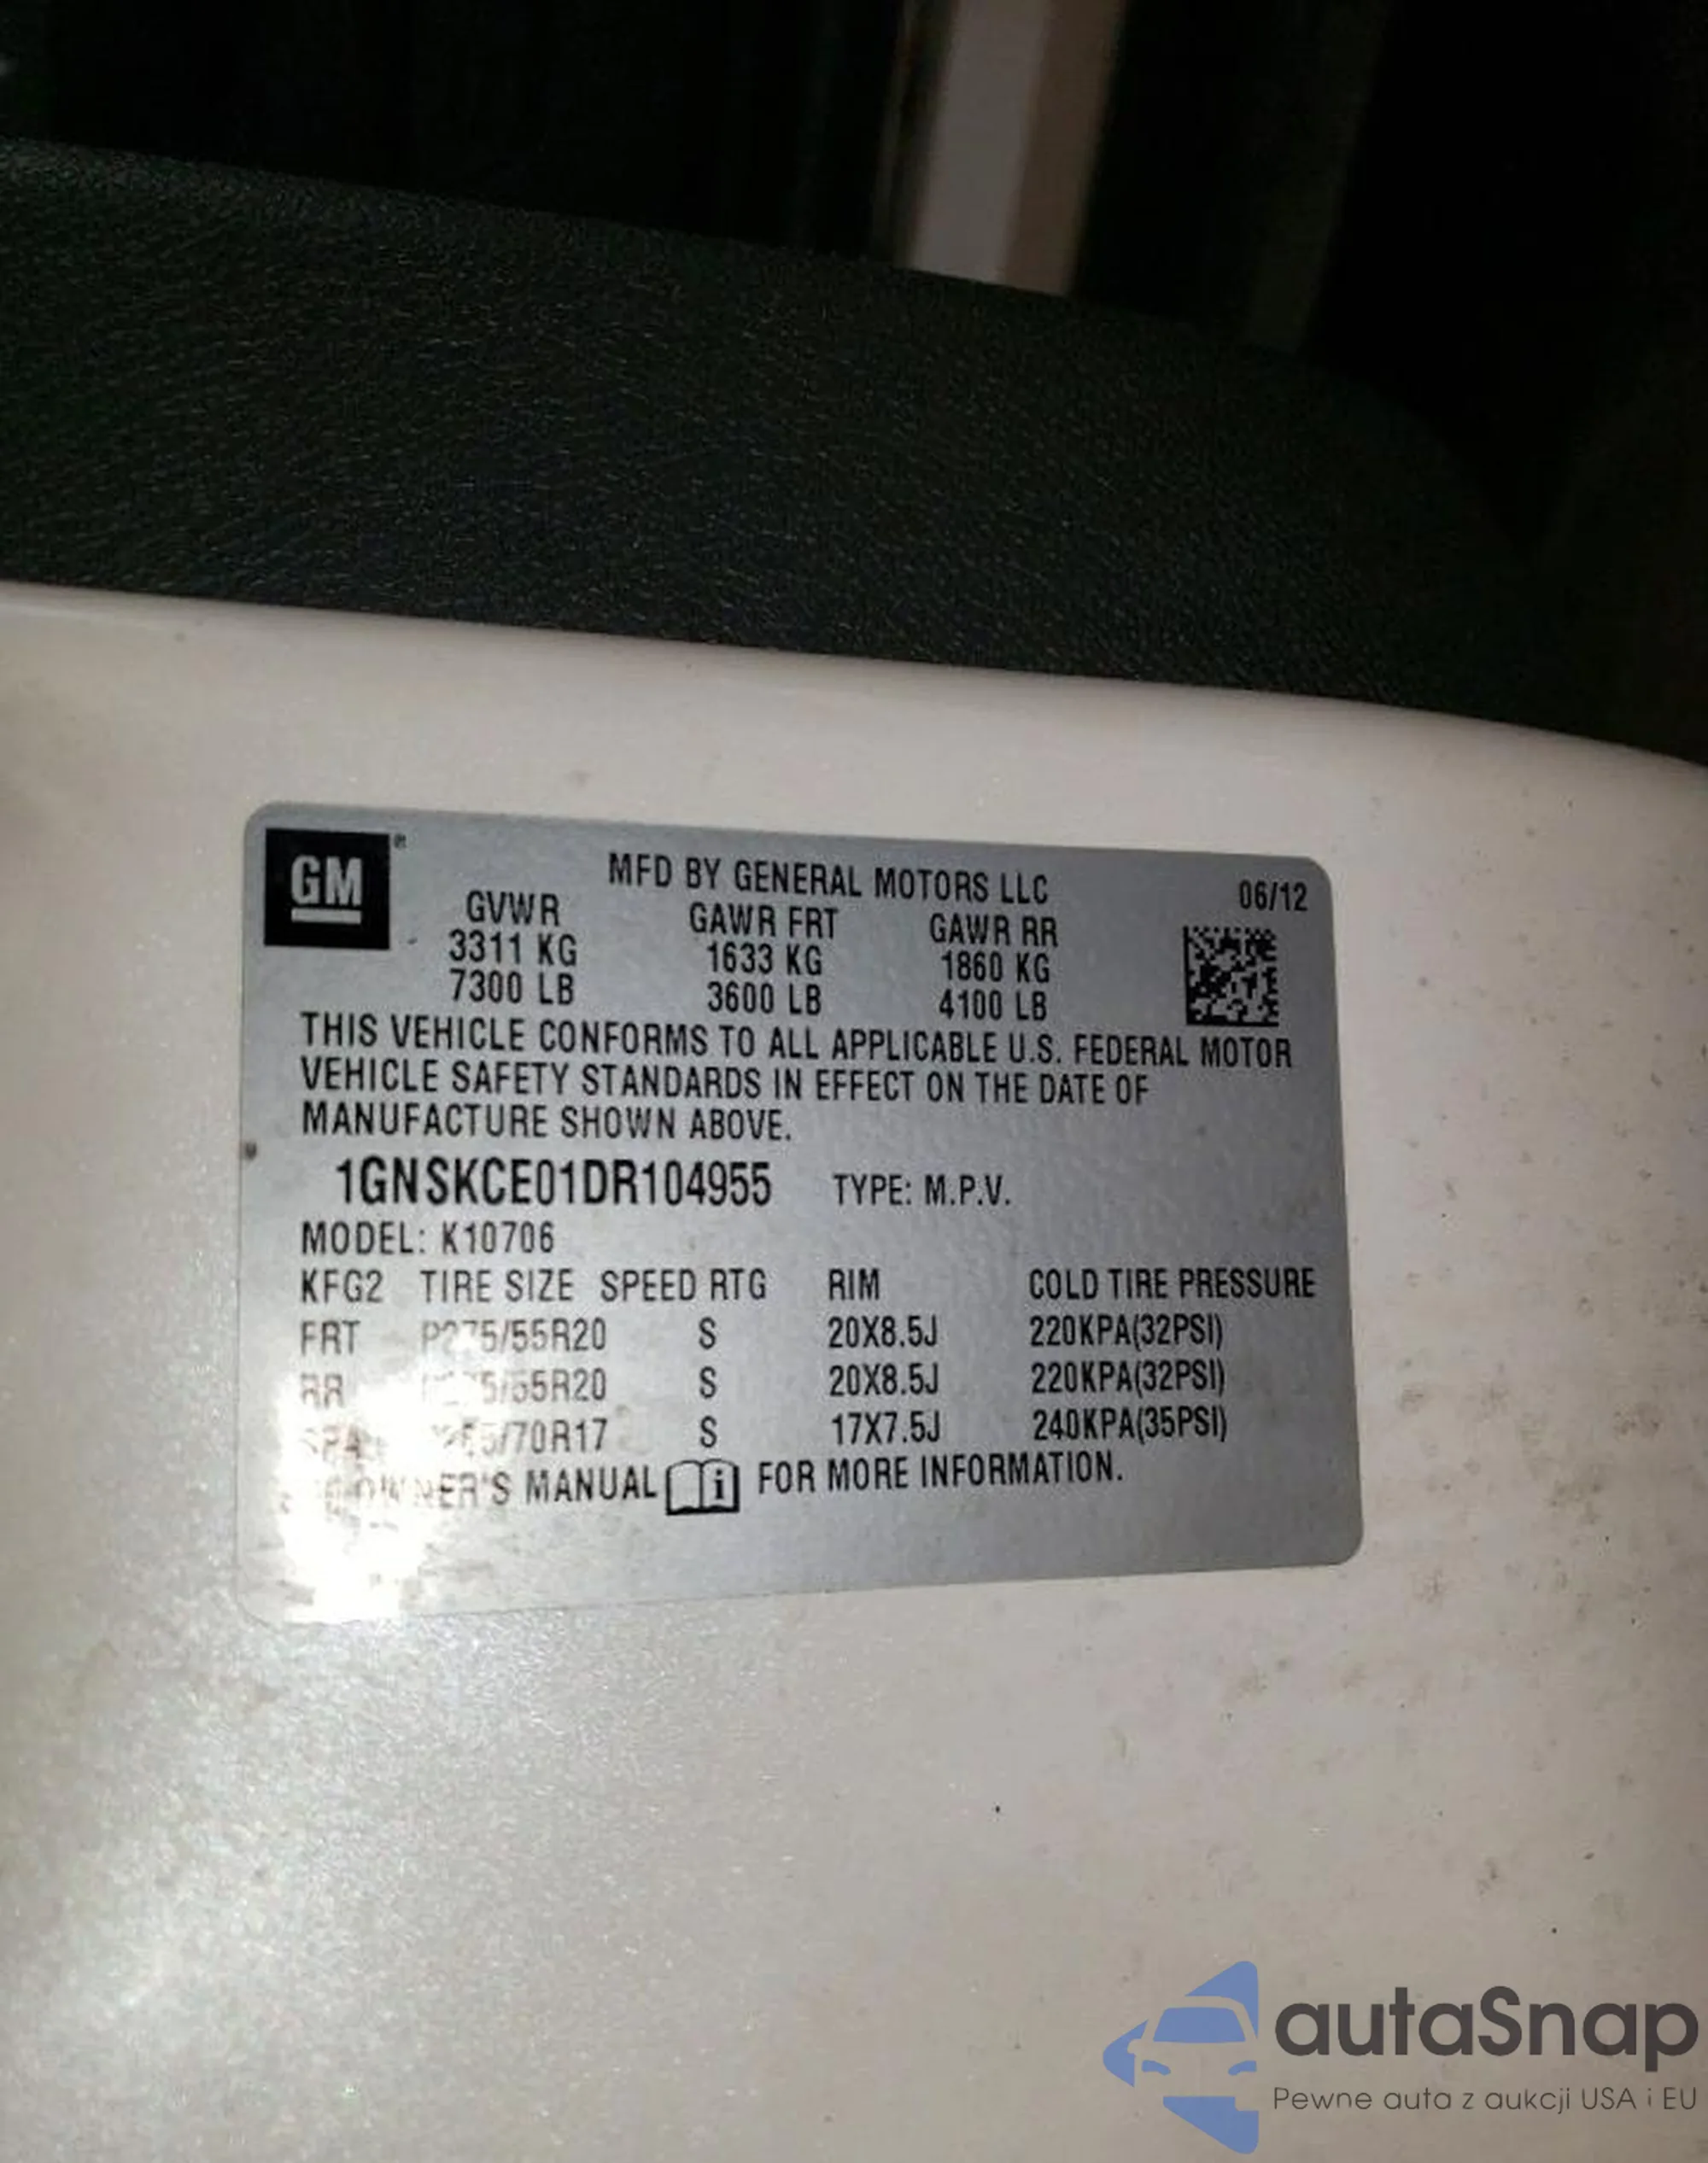 GM
MFD BY GENERAL MOTORS LLC
06/12
GVWR GAWR FRT GAWR RR
3311 KG 1633 KG 1860 KG
7300 LB 3600 LB 4100 LB
THIS VEHICLE CONFORMS TO ALL APPLICABLE U.S. FEDERAL MOTOR
VEHICLE SAFETY STANDARDS IN EFFECT ON THE DATE OF
MANUFACTURE SHOWN ABOVE.
1GNSKCE01DR104955 TYPE: M.P.V.
MODEL: K10706
KFG2 TIRE SIZE SPEED RTG RIM COLD TIRE PRESSURE
FRT P275/55R20 S 20X8.5J 220KPA(32PSI)
RR S 20X8.5J 220KPA(32PSI)
S 17X7.5J 240KPA(35PSI)
OWNER'S MANUAL i FOR MORE INFORMATION.
autaSnap
Pewne auta z aukcji USA i EU